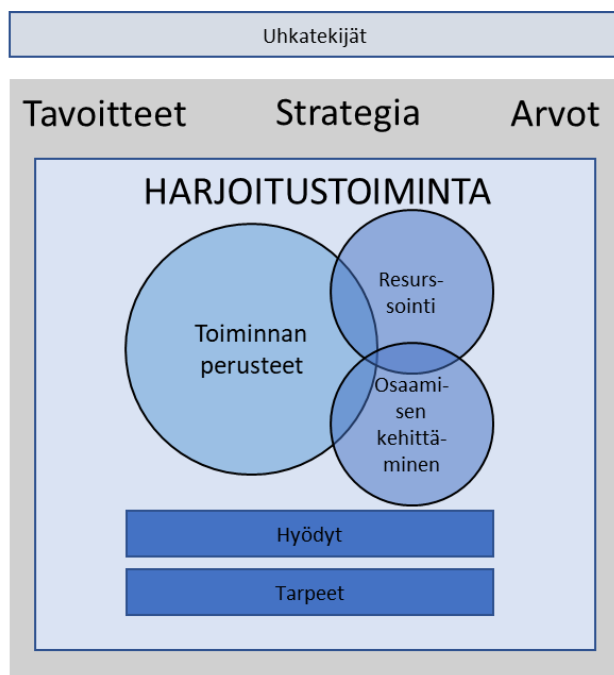 Uhkatekijät
Tavoitteet Strategia Arvot
HARJOITUSTOIMINTA
Resurs-
sointi
Toiminnan
perusteet
Osaami-
sen
kehittä-
minen
Hyödyt
Tarpeet